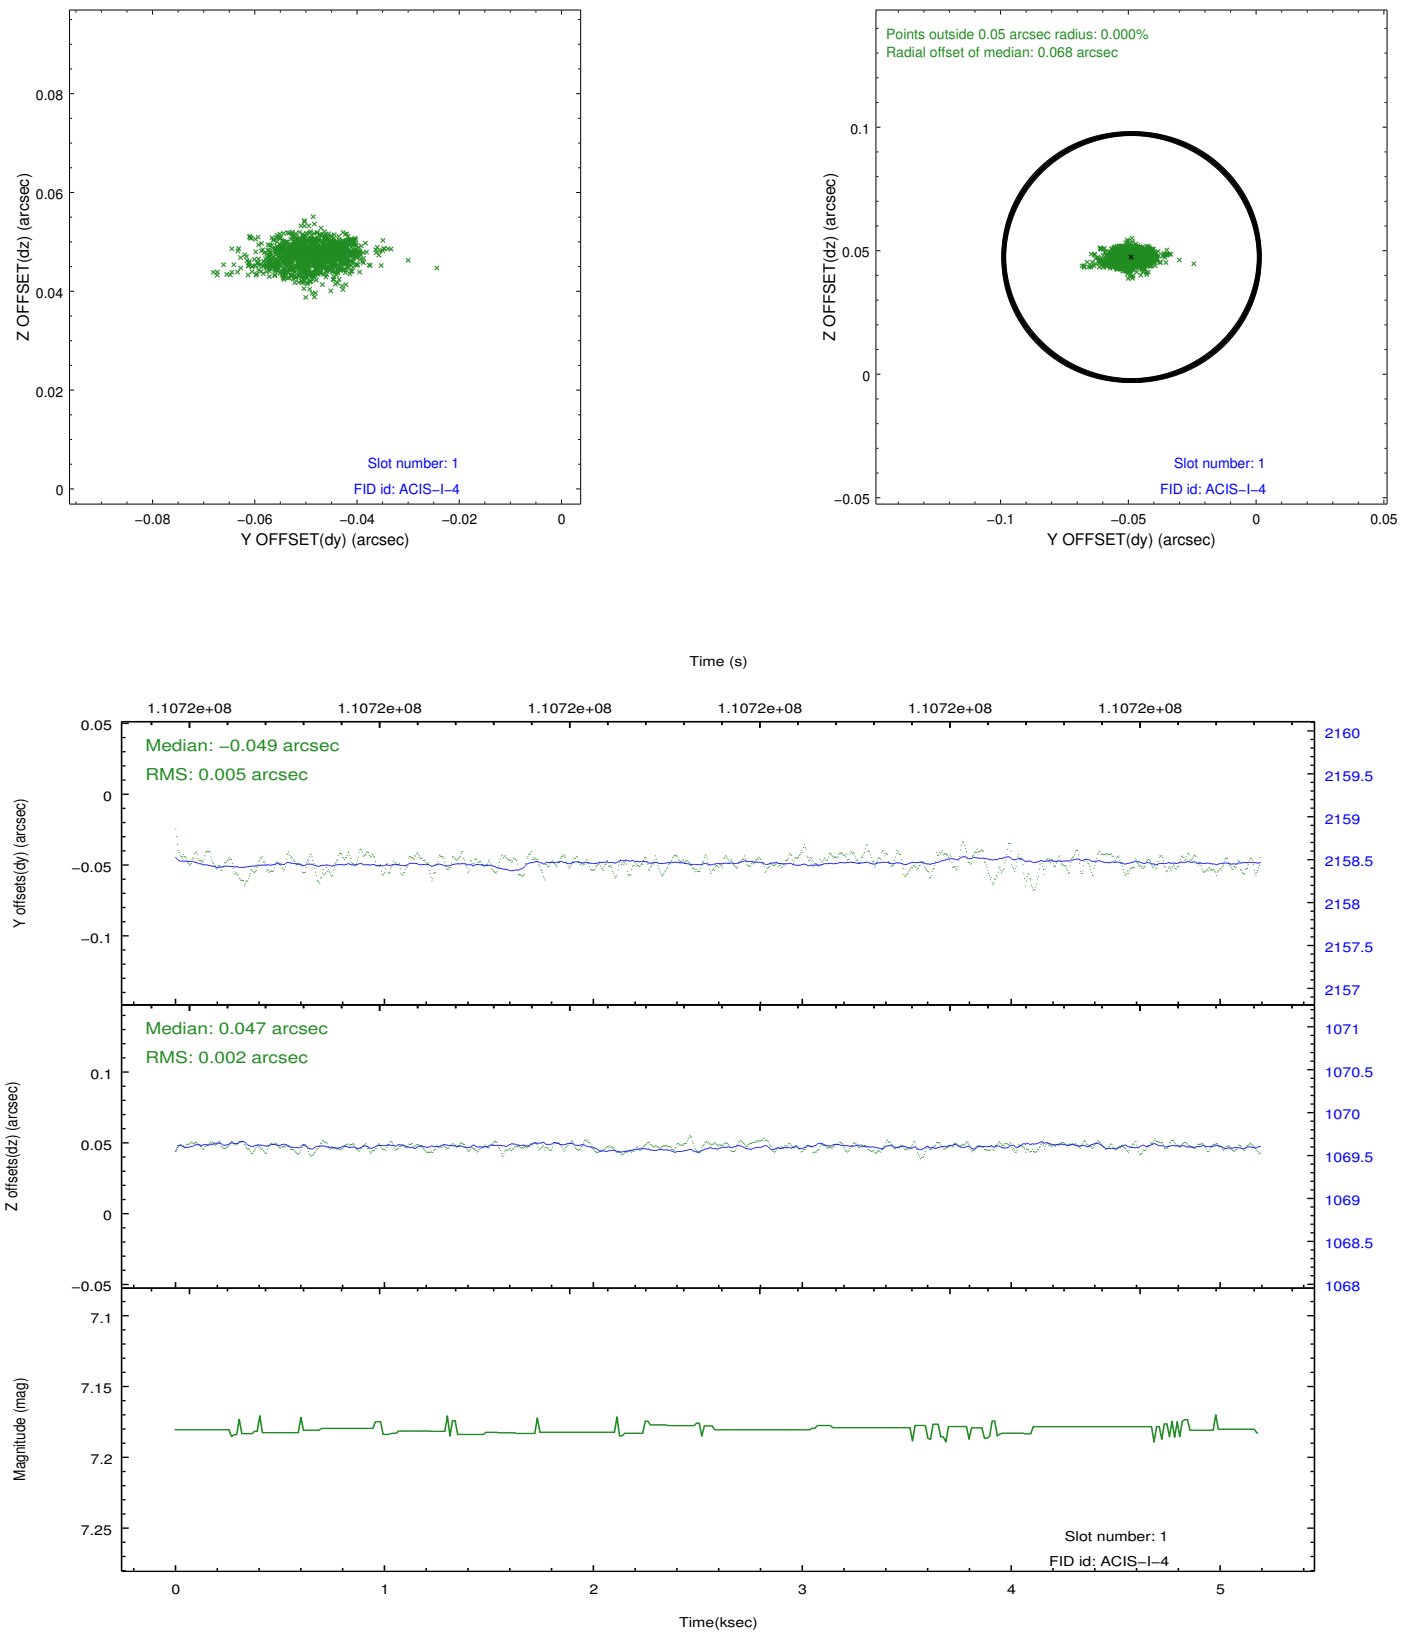 0.08
0.06
0.04
0.02
0
Z OFFSET(dz) (arcsec)
Slot number: 1
FID id: ACIS−I−4
−0.08
−0.06
−0.04
−0.02
0
Y OFFSET(dy) (arcsec)
Points outside 0.05 arcsec radius: 0.000%
Radial offset of median: 0.068 arcsec
0.1
0.05
0
−0.05
Z OFFSET(dz) (arcsec)
Slot number: 1
FID id: ACIS−I−4
−0.1
−0.05
0
0.05
Y OFFSET(dy) (arcsec)
Time (s)
1.1072e+08
1.1072e+08
1.1072e+08
1.1072e+08
1.1072e+08
1.1072e+08
Median: −0.049 arcsec
RMS: 0.005 arcsec
0.05
0
−0.05
−0.1
Y offsets(dy) (arcsec)
2160
2159.5
2159
2158.5
2158
2157.5
2157
Median: 0.047 arcsec
RMS: 0.002 arcsec
0.1
0.05
0
−0.05
Z offsets(dz) (arcsec)
1071
1070.5
1070
1069.5
1069
1068.5
1068
7.1
7.15
7.2
7.25
Magnitude (mag)
Slot number: 1
FID id: ACIS−I−4
0
1
2
3
4
5
Time(ksec)